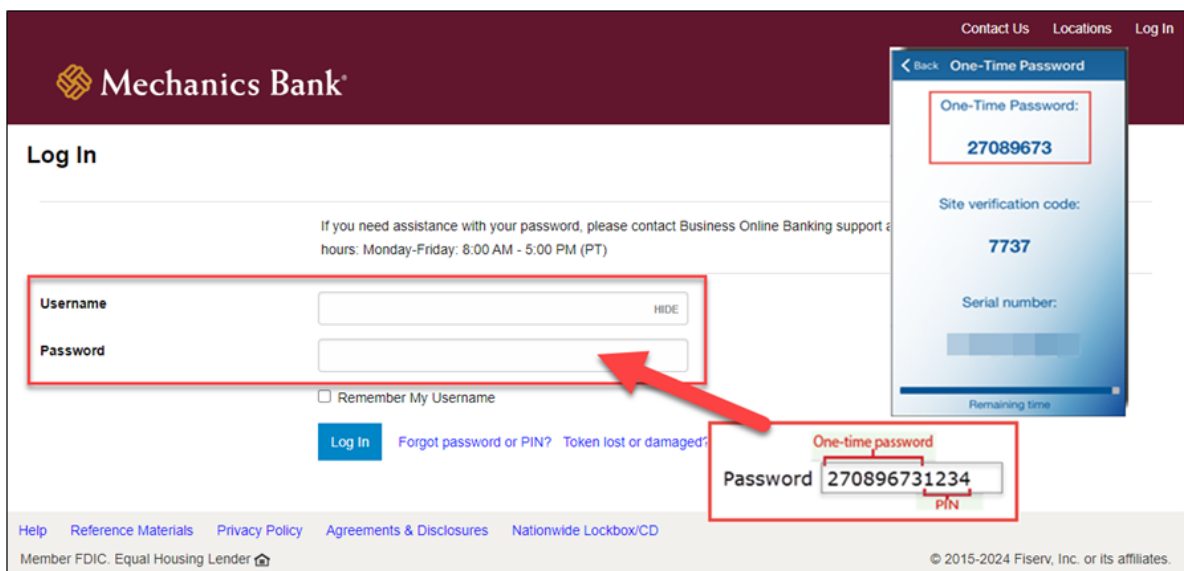 Contact Us Locations Log In
Mechanics Bank
Log In
If you need assistance with your password, please contact Business Online Banking support
hours: Monday-Friday: 8:00 AM - 5:00 PM (PT)
Username
HIDE
Password
Remember My Username
Log In Forgot password or PIN? Token lost or damaged?
Back One-Time Password
One-Time Password:
27089673
Site verification code:
7737
Serial number:
Remaining time
One-time password
Password 270896731234
PIN
Help Reference Materials Privacy Policy Agreements & Disclosures Nationwide Lockbox/CD
Member FDIC. Equal Housing Lender © 2015-2024 Fiserv, Inc. or its affiliates.